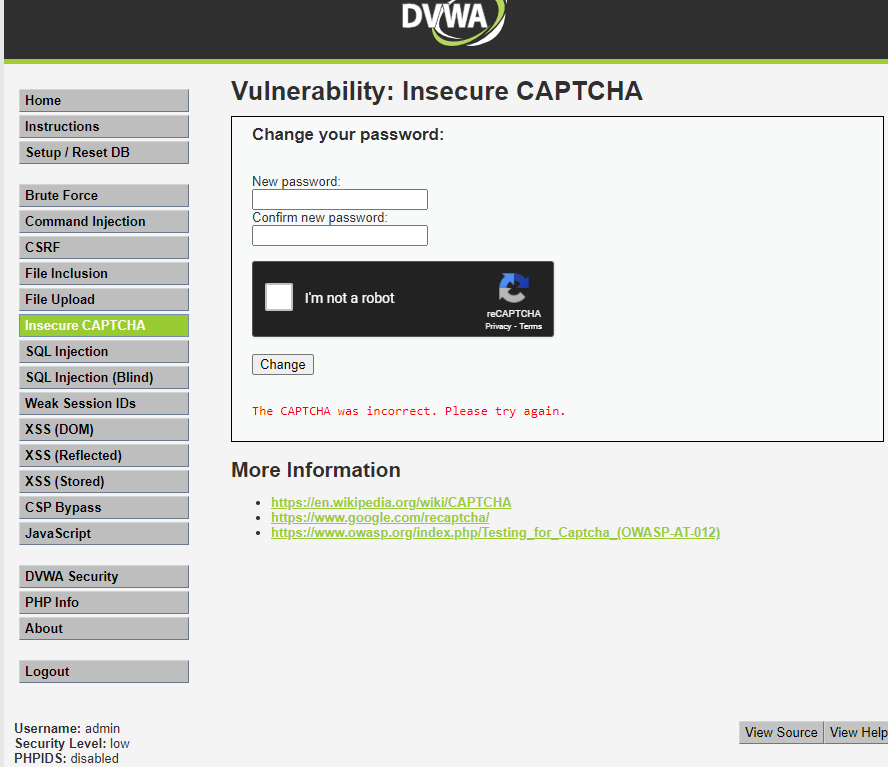 DVWA
Home
Instructions
Setup / Reset DB
Brute Force
Command Injection
CSRF
File Inclusion
File Upload
Insecure CAPTCHA
SQL Injection
SQL Injection (Blind)
Weak Session IDs
XSS (DOM)
XSS (Reflected)
XSS (Stored)
CSP Bypass
JavaScript
DVWA Security
PHP Info
About
Logout
Vulnerability: Insecure CAPTCHA
Change your password:
New password:
Confirm new password:
I'm not a robot
reCAPTCHA
Privacy - Terms
Change
The CAPTCHA was incorrect. Please try again.
More Information
https://en.wikipedia.org/wiki/CAPTCHA
https://www.google.com/recaptcha/
https://www.owasp.org/index.php/Testing_for_Captcha_(OWASP-AT-012)
Username: admin
Security Level: low
PHPIDS: disabled
View Source
View Help